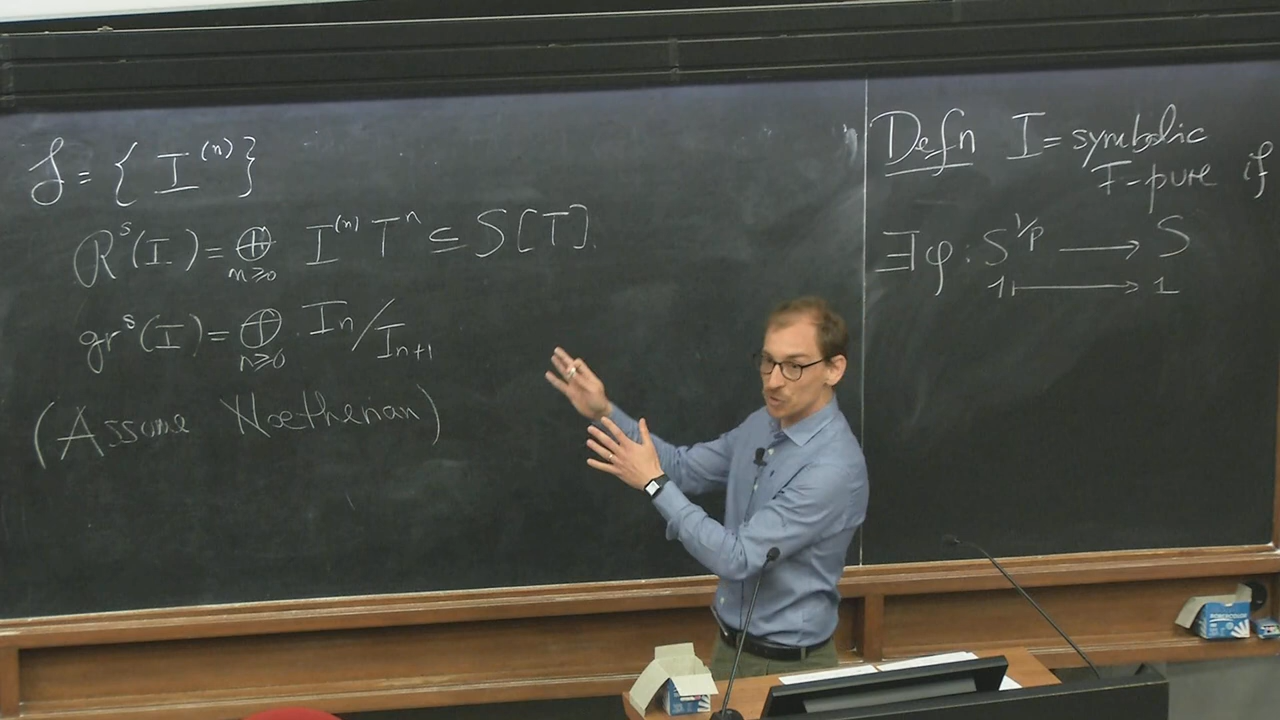 𝒥 = { I^(n) }
R^s(I) = ⊕_{n≥0} I^(n) T^n ⊆ S[T].
gr^s(I) = ⊕_{n≥0} I_n / I_{n+1}
(Assume Noetherian)
Defn I = symbolic
F-pure if
∃ φ : S^{1/p} ⟶ S
1 ⟼ 1